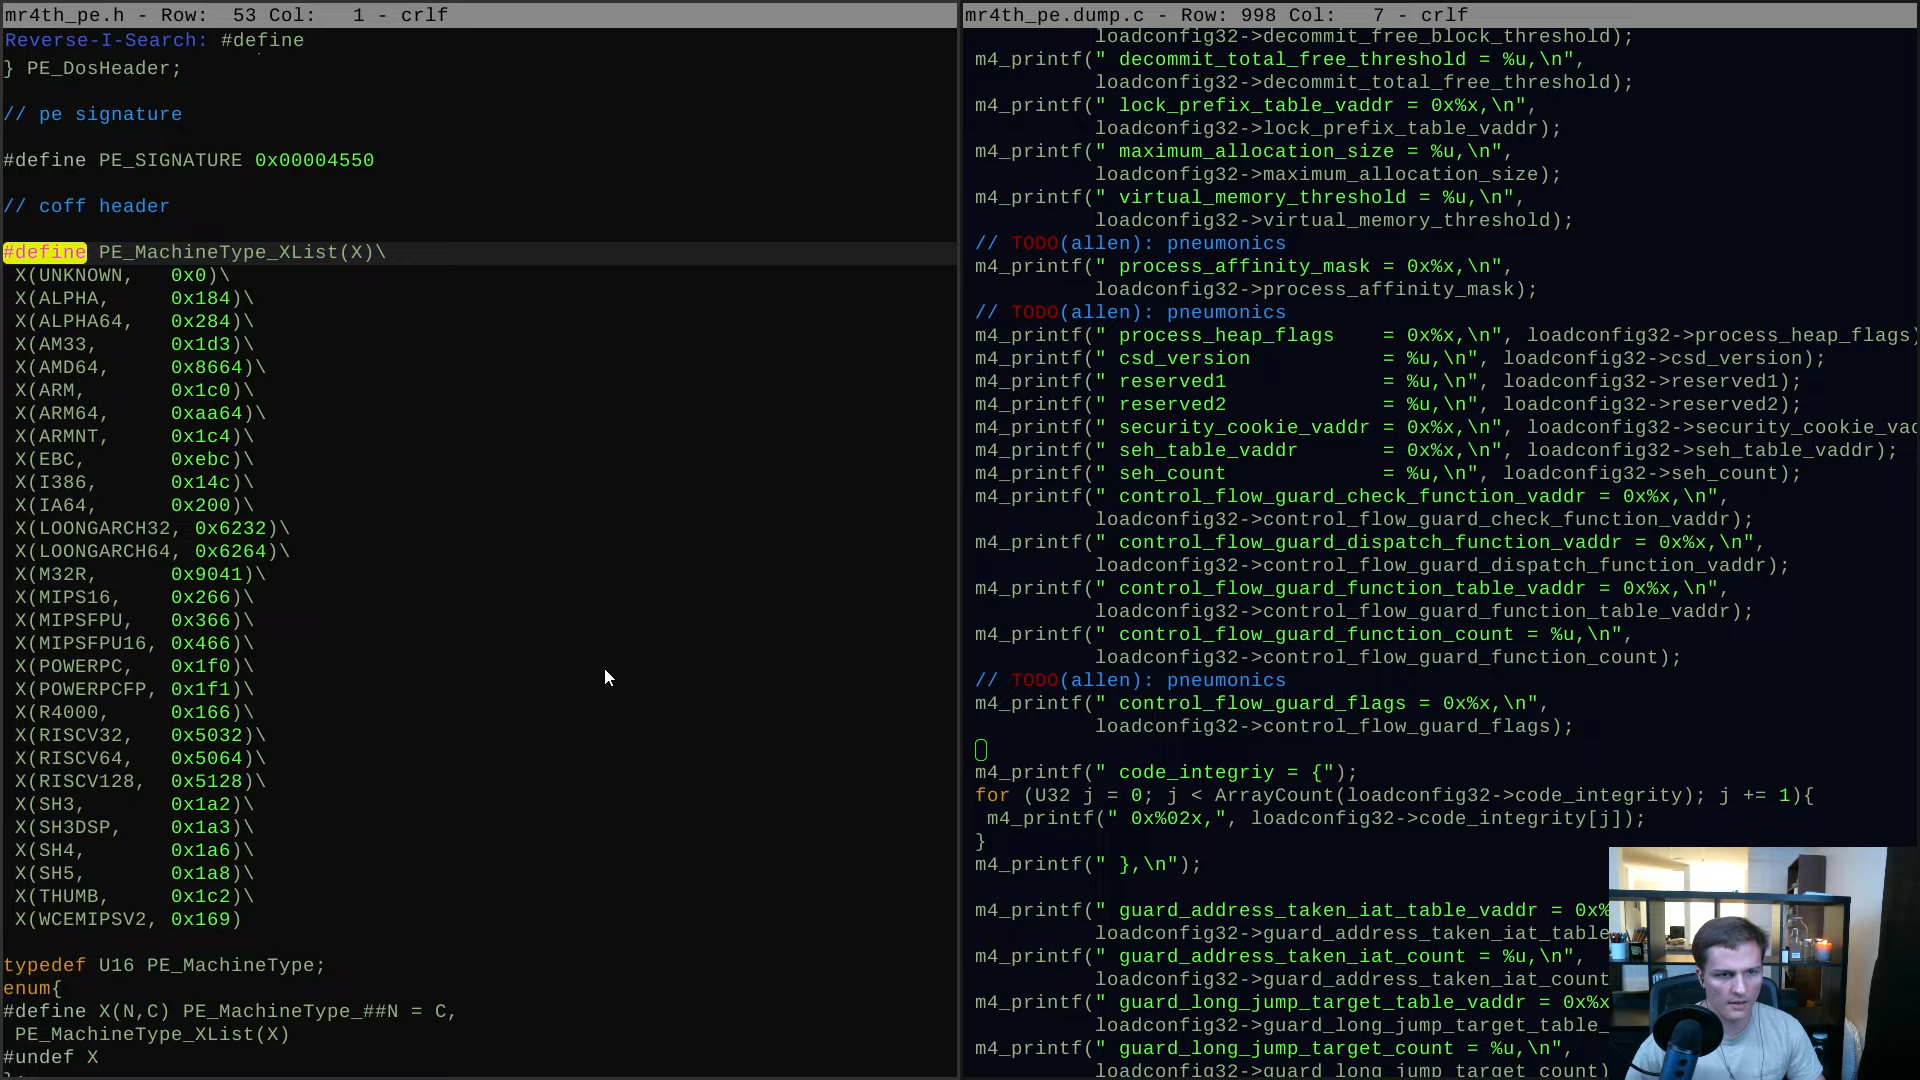 mr4th_pe.h - Row:  53 Col:   1 - crlf
Reverse-I-Search: #define
} PE_DosHeader;
// pe signature
#define PE_SIGNATURE 0x00004550
// coff header
#define PE_MachineType_XList(X)\
X(UNKNOWN,    0x0)\
X(ALPHA,      0x184)\
X(ALPHA64,    0x284)\
X(AM33,       0x1d3)\
X(AMD64,      0x8664)\
X(ARM,        0x1c0)\
X(ARM64,      0xaa64)\
X(ARMNT,      0x1c4)\
X(EBC,        0xebc)\
X(I386,       0x14c)\
X(IA64,       0x200)\
X(LOONGARCH32, 0x6232)\
X(LOONGARCH64, 0x6264)\
X(M32R,       0x9041)\
X(MIPS16,     0x266)\
X(MIPSFPU,    0x366)\
X(MIPSFPU16,  0x466)\
X(POWERPC,    0x1f0)\
X(POWERPCFP,  0x1f1)\
X(R4000,      0x166)\
X(RISCV32,    0x5032)\
X(RISCV64,    0x5064)\
X(RISCV128,   0x5128)\
X(SH3,        0x1a2)\
X(SH3DSP,     0x1a3)\
X(SH4,        0x1a6)\
X(SH5,        0x1a8)\
X(THUMB,      0x1c2)\
X(WCEMIPSV2,  0x169)
typedef U16 PE_MachineType;
enum{
#define X(N,C) PE_MachineType_##N = C,
PE_MachineType_XList(X)
#undef X
mr4th_pe.dump.c - Row: 998 Col:   7 - crlf
loadconfig32->decommit_free_block_threshold);
m4_printf(" decommit_total_free_threshold = %u,\n",
loadconfig32->decommit_total_free_threshold);
m4_printf(" lock_prefix_table_vaddr = 0x%x,\n",
loadconfig32->lock_prefix_table_vaddr);
m4_printf(" maximum_allocation_size = %u,\n",
loadconfig32->maximum_allocation_size);
m4_printf(" virtual_memory_threshold = %u,\n",
loadconfig32->virtual_memory_threshold);
// TODO(allen): pneumonics
m4_printf(" process_affinity_mask = 0x%x,\n",
loadconfig32->process_affinity_mask);
// TODO(allen): pneumonics
m4_printf(" process_heap_flags    = 0x%x,\n", loadconfig32->process_heap_flags)
m4_printf(" csd_version           = %u,\n", loadconfig32->csd_version);
m4_printf(" reserved1             = %u,\n", loadconfig32->reserved1);
m4_printf(" reserved2             = %u,\n", loadconfig32->reserved2);
m4_printf(" security_cookie_vaddr = 0x%x,\n", loadconfig32->security_cookie_vad
m4_printf(" seh_table_vaddr       = 0x%x,\n", loadconfig32->seh_table_vaddr);
m4_printf(" seh_count             = %u,\n", loadconfig32->seh_count);
m4_printf(" control_flow_guard_check_function_vaddr = 0x%x,\n",
loadconfig32->control_flow_guard_check_function_vaddr);
m4_printf(" control_flow_guard_dispatch_function_vaddr = 0x%x,\n",
loadconfig32->control_flow_guard_dispatch_function_vaddr);
m4_printf(" control_flow_guard_function_table_vaddr = 0x%x,\n",
loadconfig32->control_flow_guard_function_table_vaddr);
m4_printf(" control_flow_guard_function_count = %u,\n",
loadconfig32->control_flow_guard_function_count);
// TODO(allen): pneumonics
m4_printf(" control_flow_guard_flags = 0x%x,\n",
loadconfig32->control_flow_guard_flags);
m4_printf(" code_integriy = {");
for (U32 j = 0; j < ArrayCount(loadconfig32->code_integrity); j += 1){
m4_printf(" 0x%02x,", loadconfig32->code_integrity[j]);
}
m4_printf(" },\n");
m4_printf(" guard_address_taken_iat_table_vaddr = 0x%
loadconfig32->guard_address_taken_iat_table
m4_printf(" guard_address_taken_iat_count = %u,\n",
loadconfig32->guard_address_taken_iat_count
m4_printf(" guard_long_jump_target_table_vaddr = 0x%x
loadconfig32->guard_long_jump_target_table_
m4_printf(" guard_long_jump_target_count = %u,\n",
loadconfig32->guard_long_jump_target_count)